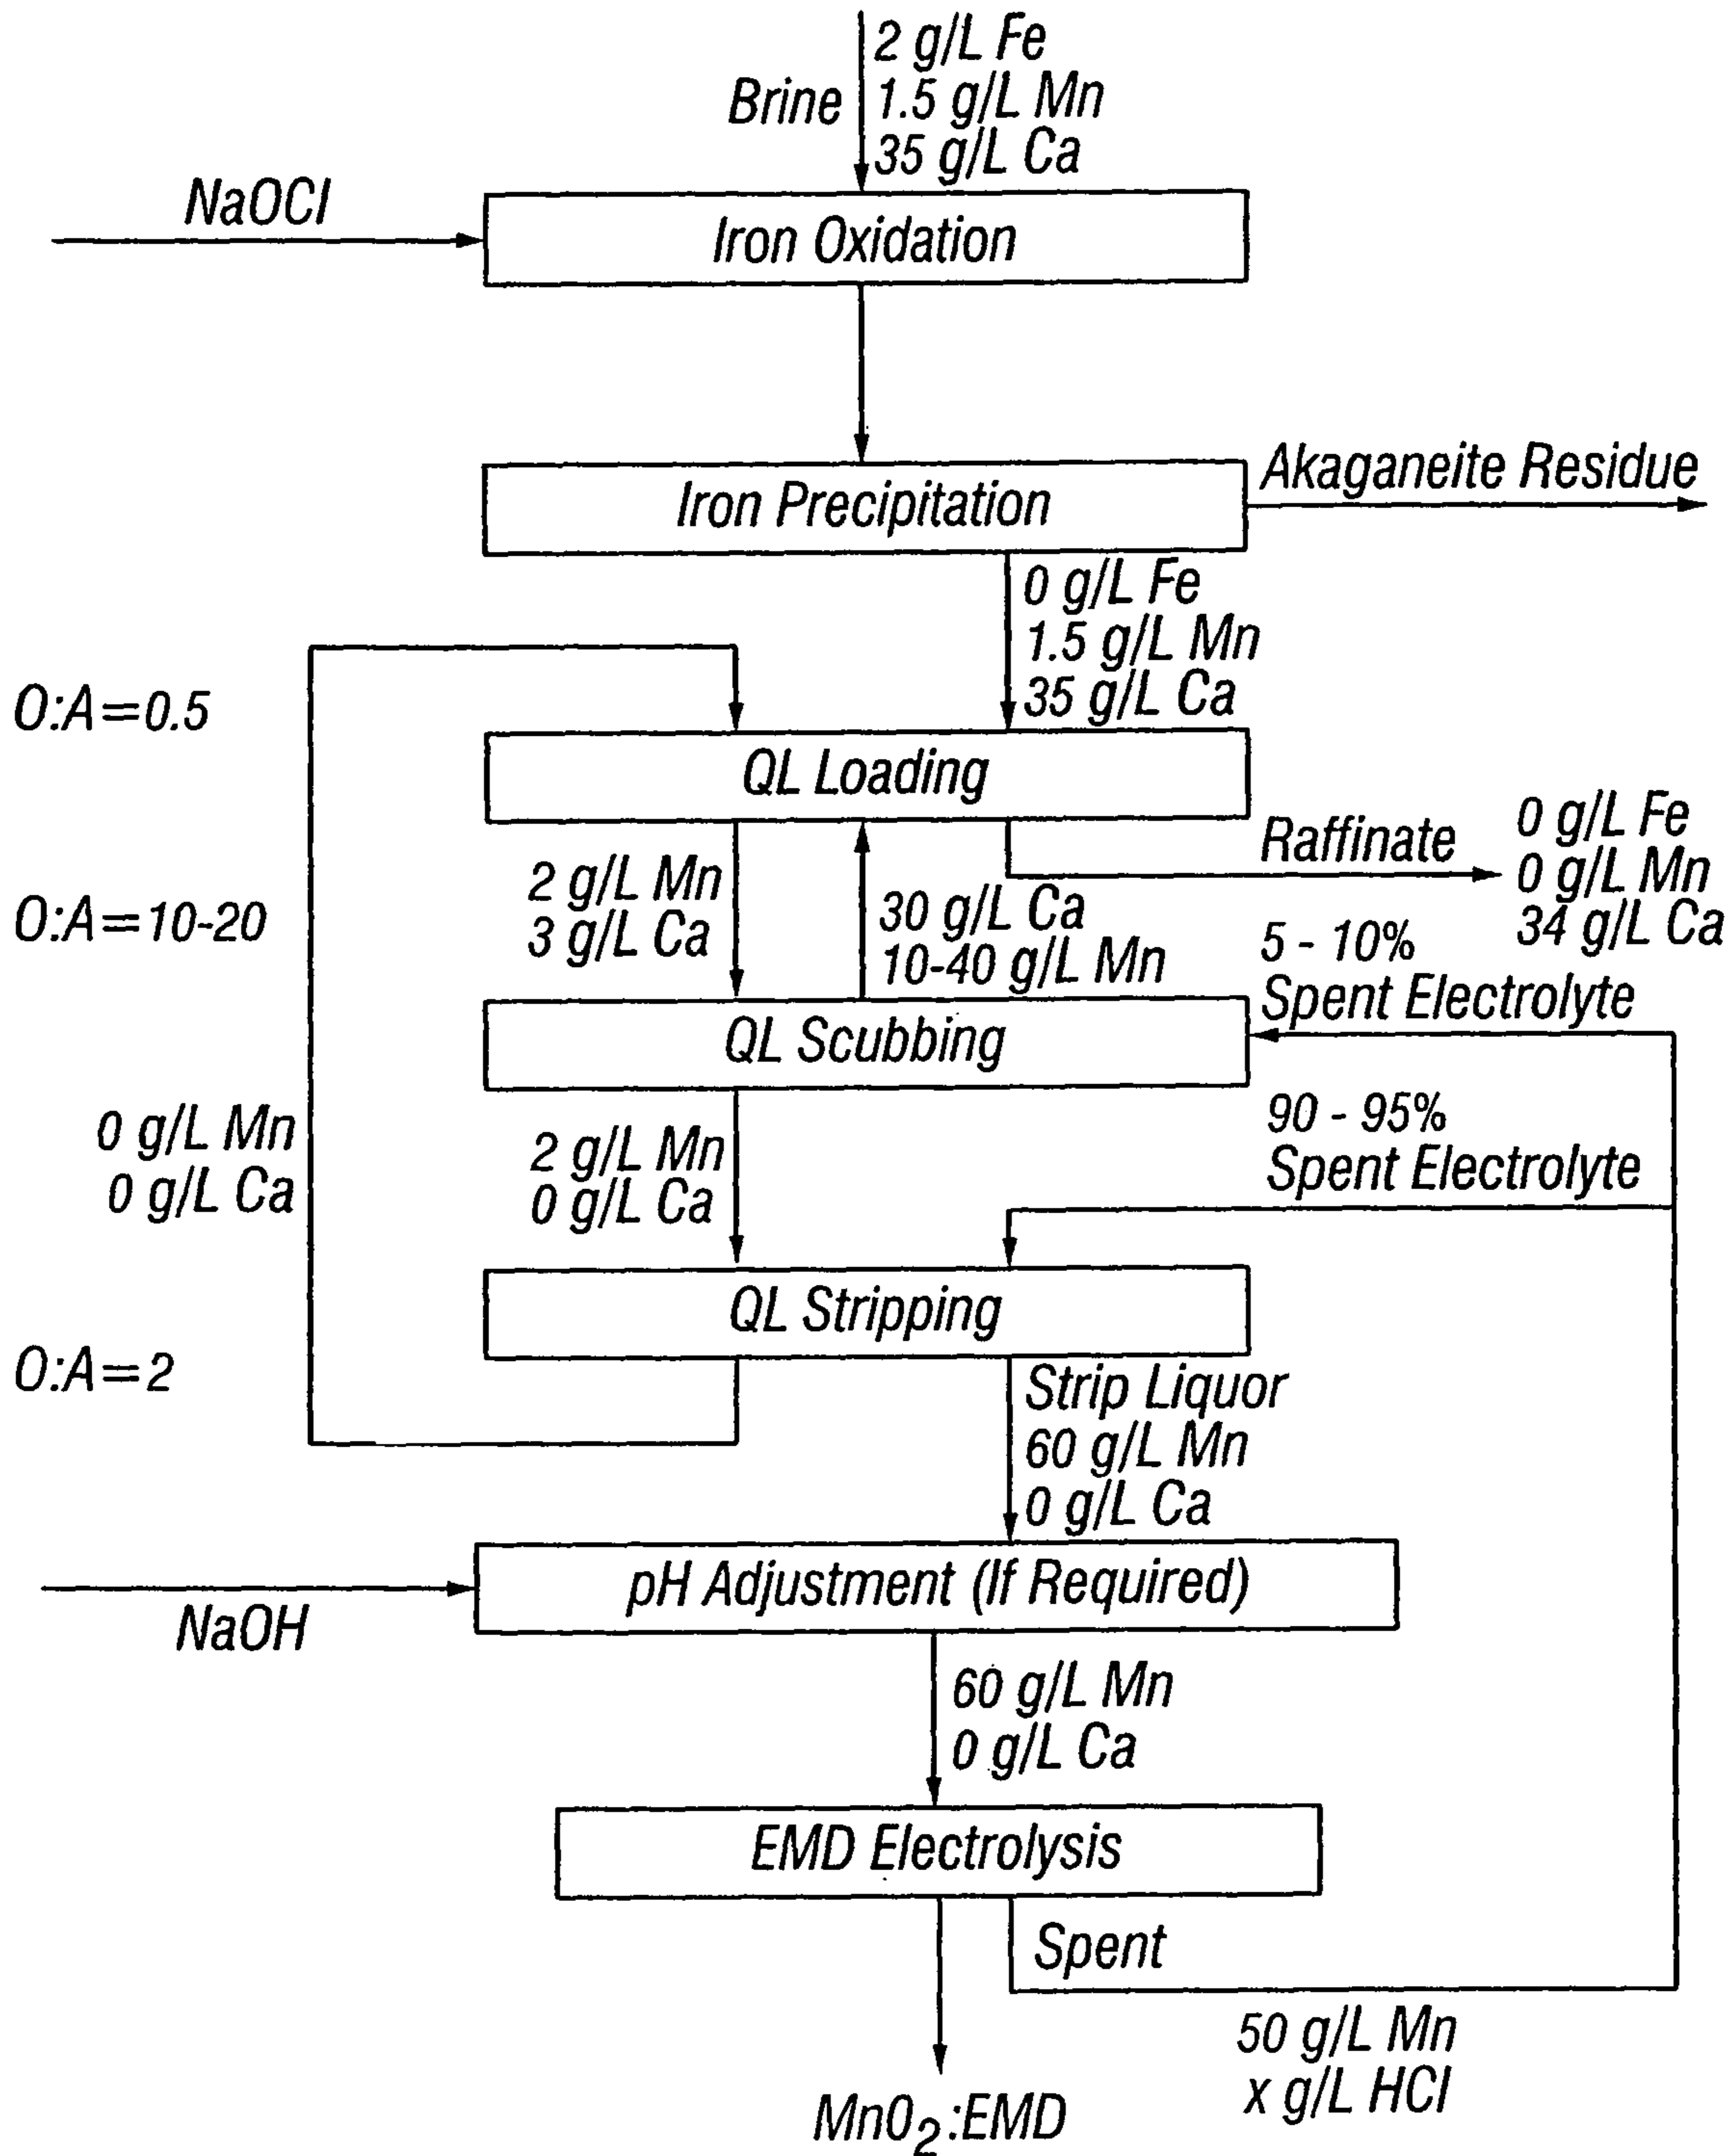 2 g/L Fe
Brine
1.5 g/L Mn
35 g/L Ca
NaOCl
Iron Oxidation
Iron Precipitation
Akaganeite Residue
0 g/L Fe
1.5 g/L Mn
35 g/L Ca
O:A=0.5
QL Loading
Raffinate
0 g/L Fe
0 g/L Mn
34 g/L Ca
2 g/L Mn
3 g/L Ca
30 g/L Ca
10-40 g/L Mn
O:A=10-20
5 - 10%
Spent Electrolyte
QL Scubbing
90 - 95%
Spent Electrolyte
0 g/L Mn
0 g/L Ca
2 g/L Mn
0 g/L Ca
QL Stripping
O:A=2
Strip Liquor
60 g/L Mn
0 g/L Ca
pH Adjustment (If Required)
NaOH
60 g/L Mn
0 g/L Ca
EMD Electrolysis
Spent
50 g/L Mn
x g/L HCl
MnO₂:EMD